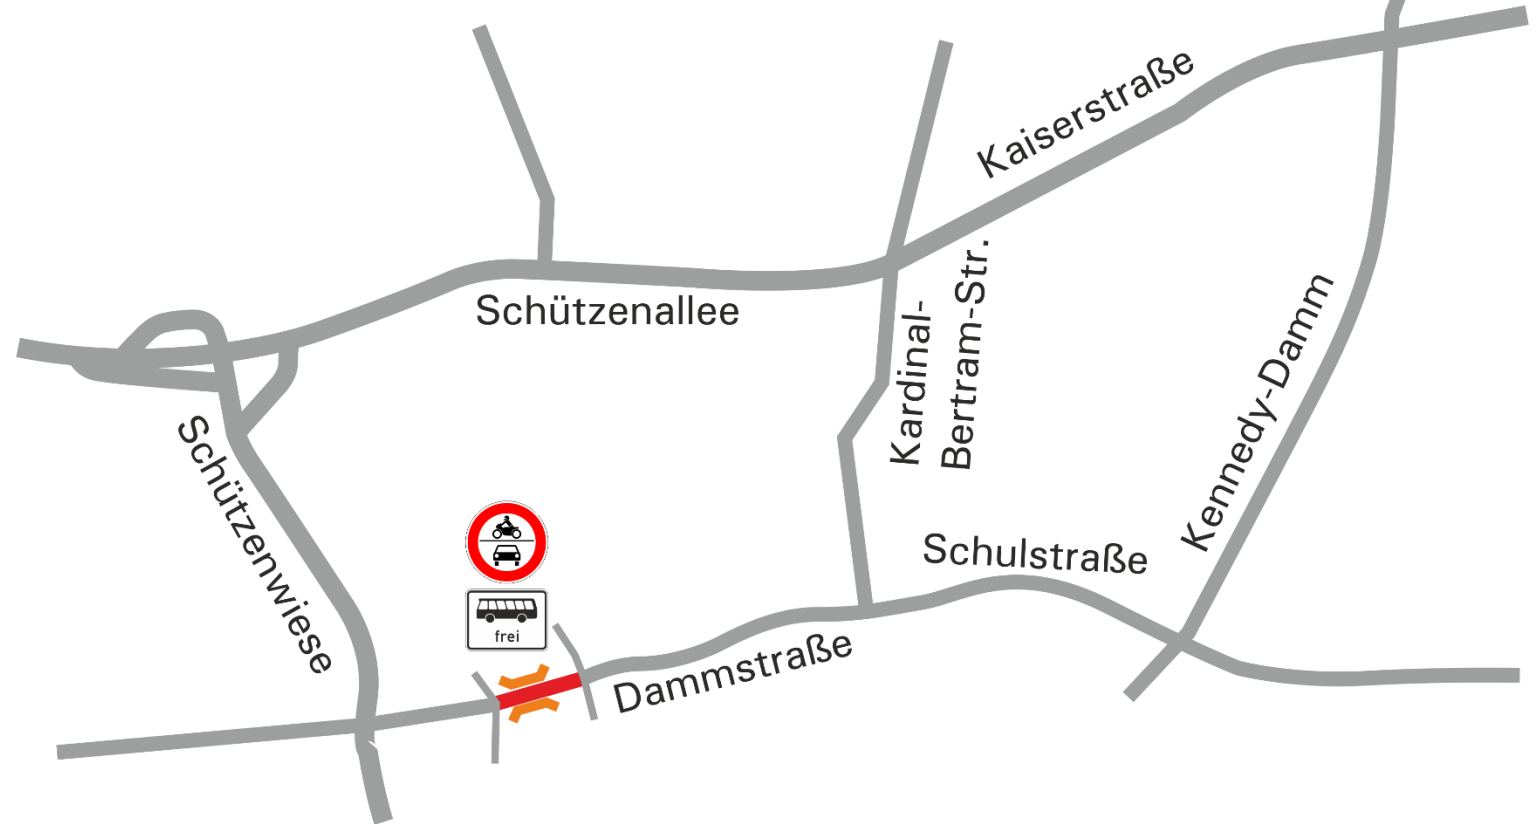 Kaiserstraße
Schützenallee
Kardinal-
Bertram-Str.
Kennedy-Damm
Schützenwiese
Schulstraße
frei
Dammstraße